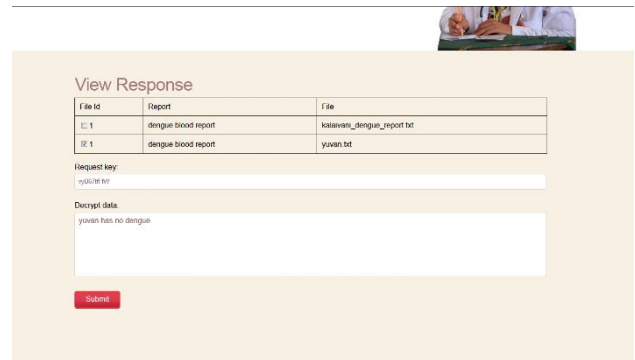 View Response
File Id Report File
1 dengue blood report kalaivani_dengue_report.txt
1 dengue blood report yuvan.txt
Request key:
Decrypt data:
yuvan has no dengue
Submit